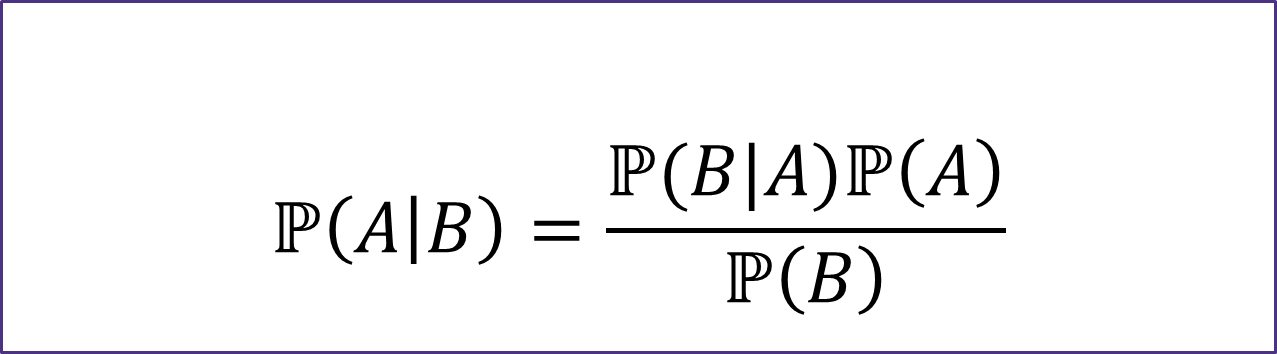 ℙ(A|B) = ℙ(B|A)ℙ(A) / ℙ(B)